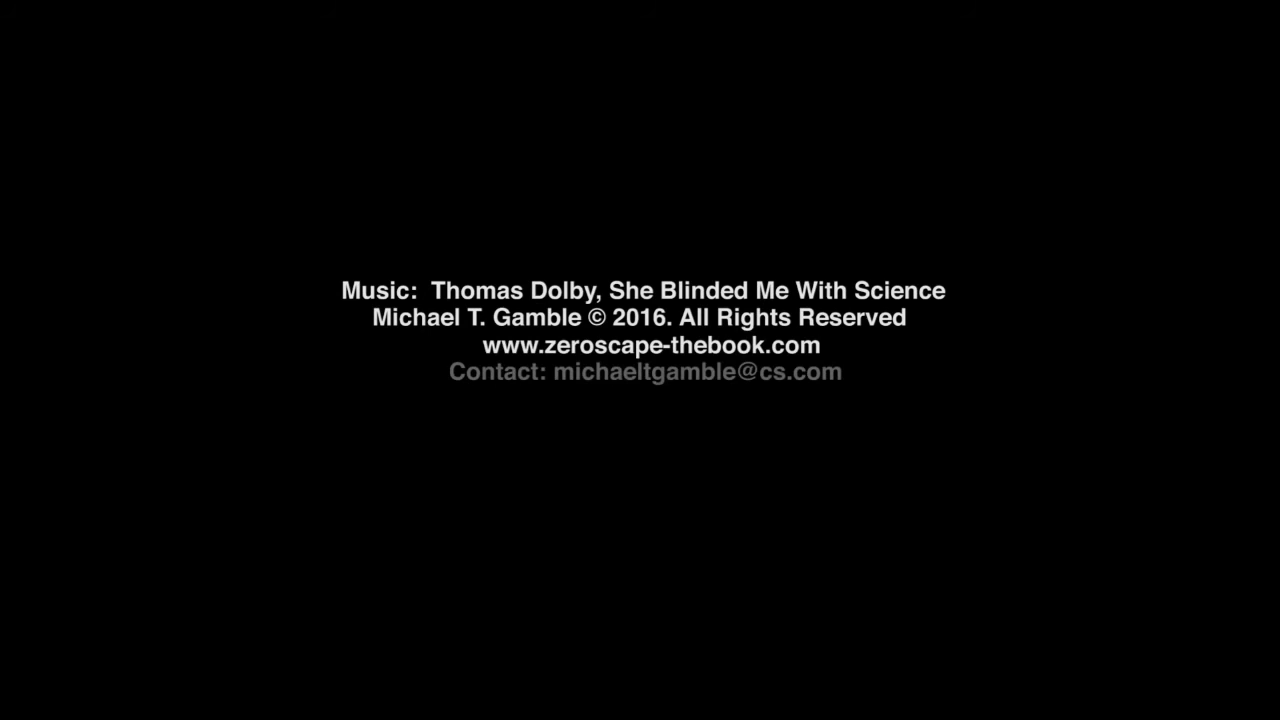 Music:  Thomas Dolby, She Blinded Me With Science
Michael T. Gamble © 2016. All Rights Reserved
www.zeroscape-thebook.com
Contact: michaeltgamble@cs.com